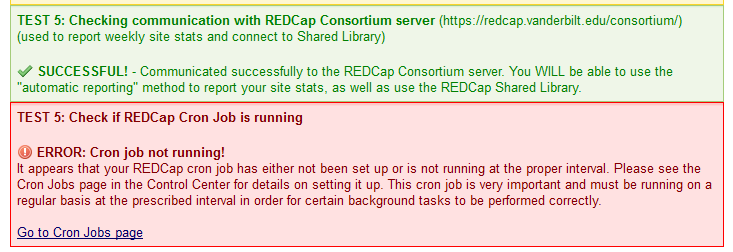 TEST 5: Checking communication with REDCap Consortium server (https://redcap.vanderbilt.edu/consortium/)
(used to report weekly site stats and connect to Shared Library)
SUCCESSFUL! - Communicated successfully to the REDCap Consortium server. You WILL be able to use the
"automatic reporting" method to report your site stats, as well as use the REDCap Shared Library.
TEST 5: Check if REDCap Cron Job is running
ERROR: Cron job not running!
It appears that your REDCap cron job has either not been set up or is not running at the proper interval. Please see the
Cron Jobs page in the Control Center for details on setting it up. This cron job is very important and must be running on a
regular basis at the prescribed interval in order for certain background tasks to be performed correctly.
Go to Cron Jobs page